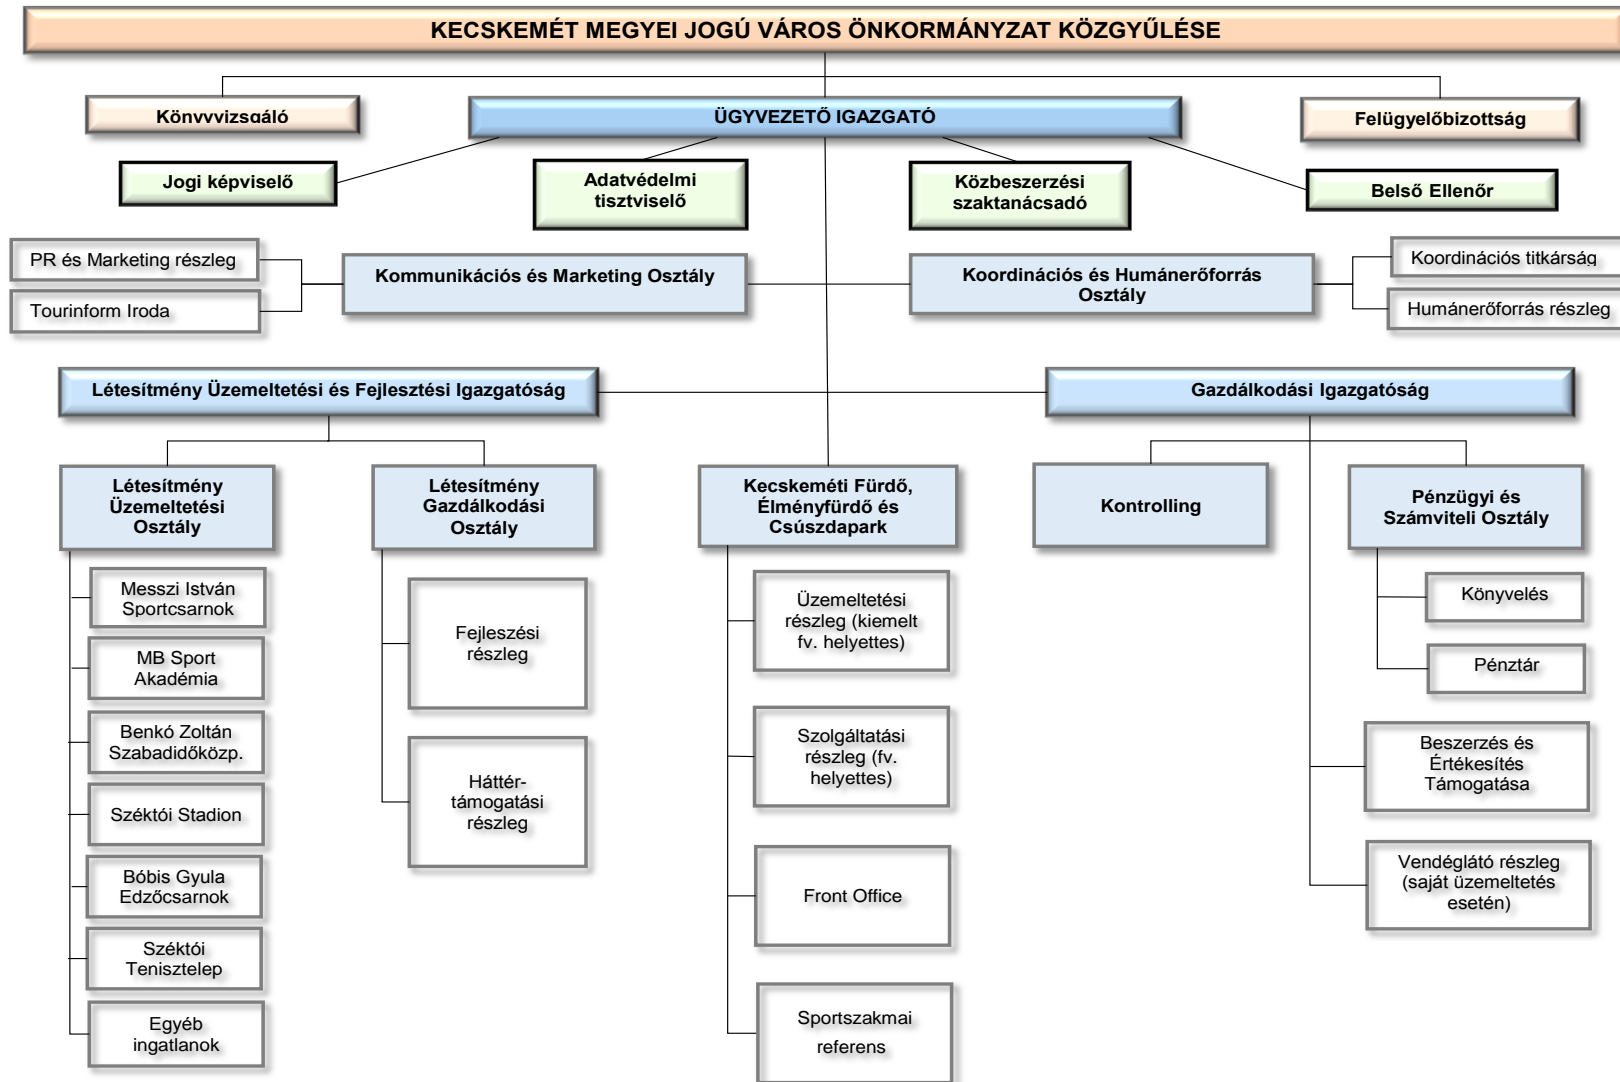 KECSKEMÉT MEGYEI JOGÚ VÁROS ÖNKORMÁNYZAT KÖZGYŰLÉSE
Könyvvizsgáló
ÜGYVEZETŐ IGAZGATÓ
Felügyelőbizottság
Jogi képviselő
Adatvédelmi
tisztviselő
Közbeszerzési
szaktanácsadó
Belső Ellenőr
PR és Marketing részleg
Tourinform Iroda
Kommunikációs és Marketing Osztály
Koordinációs és Humánerőforrás
Osztály
Koordinációs titkárság
Humánerőforrás részleg
Létesítmény Üzemeltetési és Fejlesztési Igazgatóság
Gazdálkodási Igazgatóság
Létesítmény
Üzemeltetési
Osztály
Létesítmény
Gazdálkodási
Osztály
Kecskeméti Fürdő,
Élményfürdő és
Csúszdapark
Kontrolling
Pénzügyi és
Számviteli Osztály
Messzi István
Sportcsarnok
MB Sport
Akadémia
Benkó Zoltán
Szabadidőközp.
Széktói Stadion
Bóbis Gyula
Edzőcsarnok
Széktói
Tenisztelep
Egyéb
ingatlanok
Fejleszési
részleg
Háttér-
támogatási
részleg
Üzemeltetési
részleg (kiemelt
fv. helyettes)
Szolgáltatási
részleg (fv.
helyettes)
Front Office
Sportszakmai
referens
Könyvelés
Pénztár
Beszerzés és
Értékesítés
Támogatása
Vendéglátó részleg
(saját üzemeltetés
esetén)